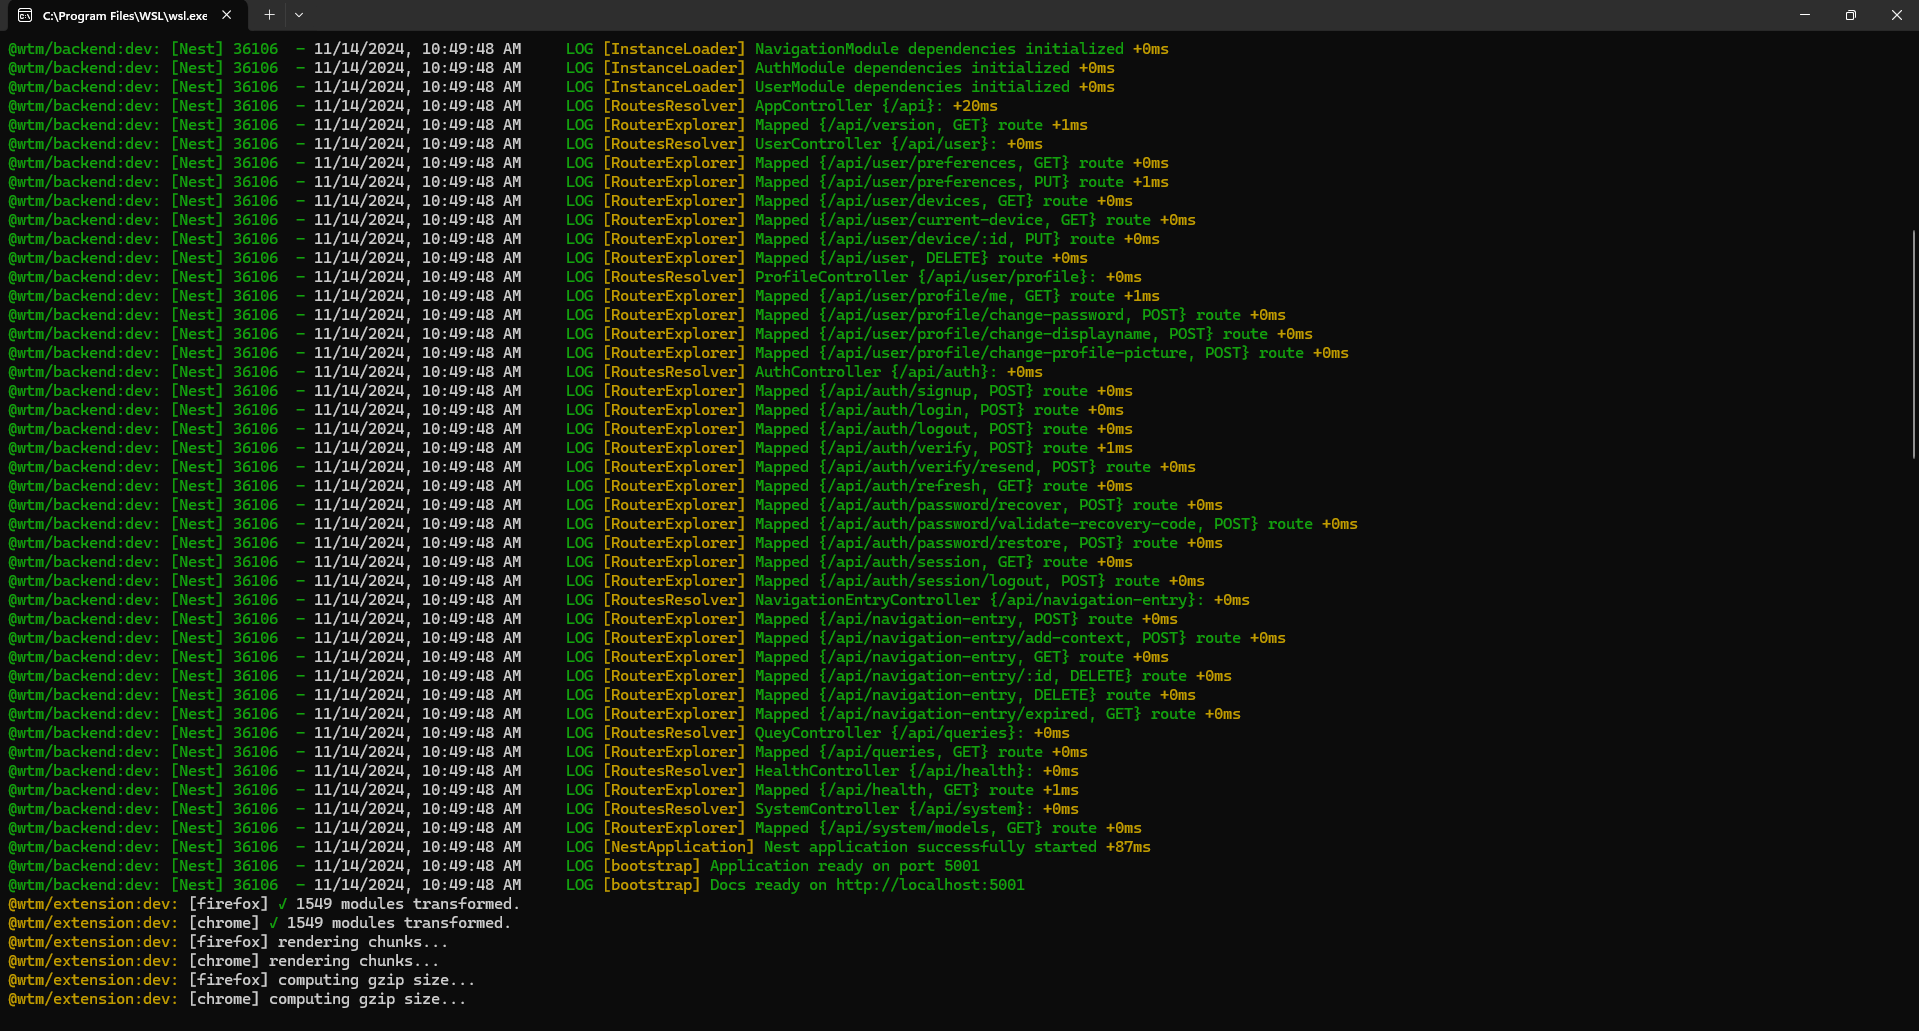 C:\Program Files\WSL\wsl.exe
@wtm/backend:dev: [Nest] 36106  - 11/14/2024, 10:49:48 AM     LOG [InstanceLoader] NavigationModule dependencies initialized +0ms
@wtm/backend:dev: [Nest] 36106  - 11/14/2024, 10:49:48 AM     LOG [InstanceLoader] AuthModule dependencies initialized +0ms
@wtm/backend:dev: [Nest] 36106  - 11/14/2024, 10:49:48 AM     LOG [InstanceLoader] UserModule dependencies initialized +0ms
@wtm/backend:dev: [Nest] 36106  - 11/14/2024, 10:49:48 AM     LOG [RoutesResolver] AppController {/api}: +20ms
@wtm/backend:dev: [Nest] 36106  - 11/14/2024, 10:49:48 AM     LOG [RouterExplorer] Mapped {/api/version, GET} route +1ms
@wtm/backend:dev: [Nest] 36106  - 11/14/2024, 10:49:48 AM     LOG [RoutesResolver] UserController {/api/user}: +0ms
@wtm/backend:dev: [Nest] 36106  - 11/14/2024, 10:49:48 AM     LOG [RouterExplorer] Mapped {/api/user/preferences, GET} route +0ms
@wtm/backend:dev: [Nest] 36106  - 11/14/2024, 10:49:48 AM     LOG [RouterExplorer] Mapped {/api/user/preferences, PUT} route +1ms
@wtm/backend:dev: [Nest] 36106  - 11/14/2024, 10:49:48 AM     LOG [RouterExplorer] Mapped {/api/user/devices, GET} route +0ms
@wtm/backend:dev: [Nest] 36106  - 11/14/2024, 10:49:48 AM     LOG [RouterExplorer] Mapped {/api/user/current-device, GET} route +0ms
@wtm/backend:dev: [Nest] 36106  - 11/14/2024, 10:49:48 AM     LOG [RouterExplorer] Mapped {/api/user/device/:id, PUT} route +0ms
@wtm/backend:dev: [Nest] 36106  - 11/14/2024, 10:49:48 AM     LOG [RouterExplorer] Mapped {/api/user, DELETE} route +0ms
@wtm/backend:dev: [Nest] 36106  - 11/14/2024, 10:49:48 AM     LOG [RoutesResolver] ProfileController {/api/user/profile}: +0ms
@wtm/backend:dev: [Nest] 36106  - 11/14/2024, 10:49:48 AM     LOG [RouterExplorer] Mapped {/api/user/profile/me, GET} route +1ms
@wtm/backend:dev: [Nest] 36106  - 11/14/2024, 10:49:48 AM     LOG [RouterExplorer] Mapped {/api/user/profile/change-password, POST} route +0ms
@wtm/backend:dev: [Nest] 36106  - 11/14/2024, 10:49:48 AM     LOG [RouterExplorer] Mapped {/api/user/profile/change-displayname, POST} route +0ms
@wtm/backend:dev: [Nest] 36106  - 11/14/2024, 10:49:48 AM     LOG [RouterExplorer] Mapped {/api/user/profile/change-profile-picture, POST} route +0ms
@wtm/backend:dev: [Nest] 36106  - 11/14/2024, 10:49:48 AM     LOG [RoutesResolver] AuthController {/api/auth}: +0ms
@wtm/backend:dev: [Nest] 36106  - 11/14/2024, 10:49:48 AM     LOG [RouterExplorer] Mapped {/api/auth/signup, POST} route +0ms
@wtm/backend:dev: [Nest] 36106  - 11/14/2024, 10:49:48 AM     LOG [RouterExplorer] Mapped {/api/auth/login, POST} route +0ms
@wtm/backend:dev: [Nest] 36106  - 11/14/2024, 10:49:48 AM     LOG [RouterExplorer] Mapped {/api/auth/logout, POST} route +0ms
@wtm/backend:dev: [Nest] 36106  - 11/14/2024, 10:49:48 AM     LOG [RouterExplorer] Mapped {/api/auth/verify, POST} route +1ms
@wtm/backend:dev: [Nest] 36106  - 11/14/2024, 10:49:48 AM     LOG [RouterExplorer] Mapped {/api/auth/verify/resend, POST} route +0ms
@wtm/backend:dev: [Nest] 36106  - 11/14/2024, 10:49:48 AM     LOG [RouterExplorer] Mapped {/api/auth/refresh, GET} route +0ms
@wtm/backend:dev: [Nest] 36106  - 11/14/2024, 10:49:48 AM     LOG [RouterExplorer] Mapped {/api/auth/password/recover, POST} route +0ms
@wtm/backend:dev: [Nest] 36106  - 11/14/2024, 10:49:48 AM     LOG [RouterExplorer] Mapped {/api/auth/password/validate-recovery-code, POST} route +0ms
@wtm/backend:dev: [Nest] 36106  - 11/14/2024, 10:49:48 AM     LOG [RouterExplorer] Mapped {/api/auth/password/restore, POST} route +0ms
@wtm/backend:dev: [Nest] 36106  - 11/14/2024, 10:49:48 AM     LOG [RouterExplorer] Mapped {/api/auth/session, GET} route +0ms
@wtm/backend:dev: [Nest] 36106  - 11/14/2024, 10:49:48 AM     LOG [RouterExplorer] Mapped {/api/auth/session/logout, POST} route +0ms
@wtm/backend:dev: [Nest] 36106  - 11/14/2024, 10:49:48 AM     LOG [RoutesResolver] NavigationEntryController {/api/navigation-entry}: +0ms
@wtm/backend:dev: [Nest] 36106  - 11/14/2024, 10:49:48 AM     LOG [RouterExplorer] Mapped {/api/navigation-entry, POST} route +0ms
@wtm/backend:dev: [Nest] 36106  - 11/14/2024, 10:49:48 AM     LOG [RouterExplorer] Mapped {/api/navigation-entry/add-context, POST} route +0ms
@wtm/backend:dev: [Nest] 36106  - 11/14/2024, 10:49:48 AM     LOG [RouterExplorer] Mapped {/api/navigation-entry, GET} route +0ms
@wtm/backend:dev: [Nest] 36106  - 11/14/2024, 10:49:48 AM     LOG [RouterExplorer] Mapped {/api/navigation-entry/:id, DELETE} route +0ms
@wtm/backend:dev: [Nest] 36106  - 11/14/2024, 10:49:48 AM     LOG [RouterExplorer] Mapped {/api/navigation-entry, DELETE} route +0ms
@wtm/backend:dev: [Nest] 36106  - 11/14/2024, 10:49:48 AM     LOG [RouterExplorer] Mapped {/api/navigation-entry/expired, GET} route +0ms
@wtm/backend:dev: [Nest] 36106  - 11/14/2024, 10:49:48 AM     LOG [RoutesResolver] QueyController {/api/queries}: +0ms
@wtm/backend:dev: [Nest] 36106  - 11/14/2024, 10:49:48 AM     LOG [RouterExplorer] Mapped {/api/queries, GET} route +0ms
@wtm/backend:dev: [Nest] 36106  - 11/14/2024, 10:49:48 AM     LOG [RoutesResolver] HealthController {/api/health}: +0ms
@wtm/backend:dev: [Nest] 36106  - 11/14/2024, 10:49:48 AM     LOG [RouterExplorer] Mapped {/api/health, GET} route +1ms
@wtm/backend:dev: [Nest] 36106  - 11/14/2024, 10:49:48 AM     LOG [RoutesResolver] SystemController {/api/system}: +0ms
@wtm/backend:dev: [Nest] 36106  - 11/14/2024, 10:49:48 AM     LOG [RouterExplorer] Mapped {/api/system/models, GET} route +0ms
@wtm/backend:dev: [Nest] 36106  - 11/14/2024, 10:49:48 AM     LOG [NestApplication] Nest application successfully started +87ms
@wtm/backend:dev: [Nest] 36106  - 11/14/2024, 10:49:48 AM     LOG [bootstrap] Application ready on port 5001
@wtm/backend:dev: [Nest] 36106  - 11/14/2024, 10:49:48 AM     LOG [bootstrap] Docs ready on http://localhost:5001
@wtm/extension:dev: [firefox] ✓ 1549 modules transformed.
@wtm/extension:dev: [chrome] ✓ 1549 modules transformed.
@wtm/extension:dev: [firefox] rendering chunks...
@wtm/extension:dev: [chrome] rendering chunks...
@wtm/extension:dev: [firefox] computing gzip size...
@wtm/extension:dev: [chrome] computing gzip size...